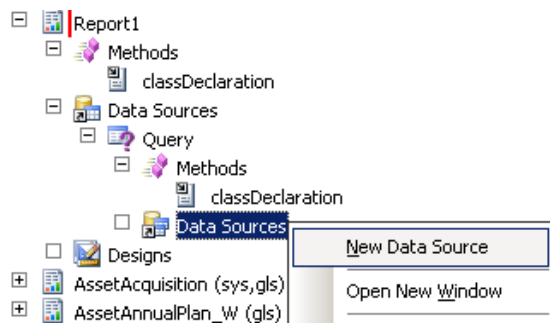 Report1
Methods
classDeclaration
Data Sources
Query
Methods
classDeclaration
Data Sources
New Data Source
Designs
AssetAcquisition (sys,gls)
Open New Window
AssetAnnualPlan_W (gls)